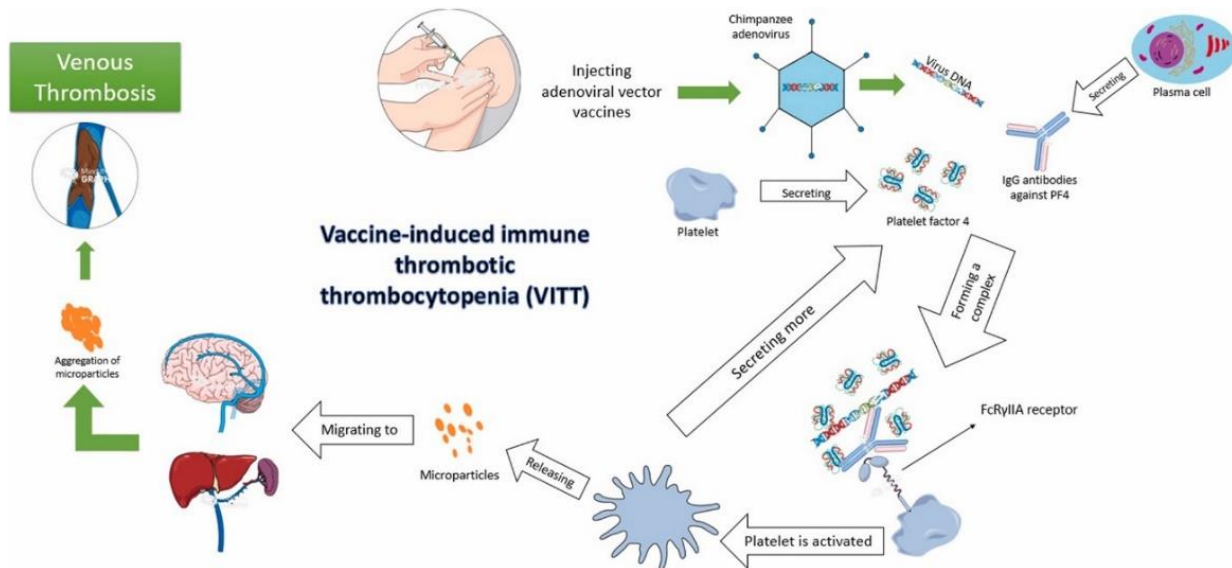 Venous
Thrombosis
Injecting
adenoviral vector
vaccines
Chimpanzee
adenovirus
Virus DNA
Secreting
Plasma cell
IgG antibodies
against PF4
Platelet
Secreting
Platelet factor 4
Vaccine-induced immune
thrombotic
thrombocytopenia (VITT)
Forming a
complex
Secreting more
FcRyIIA receptor
Aggregation of
microparticles
Migrating to
Microparticles
Releasing
Platelet is activated